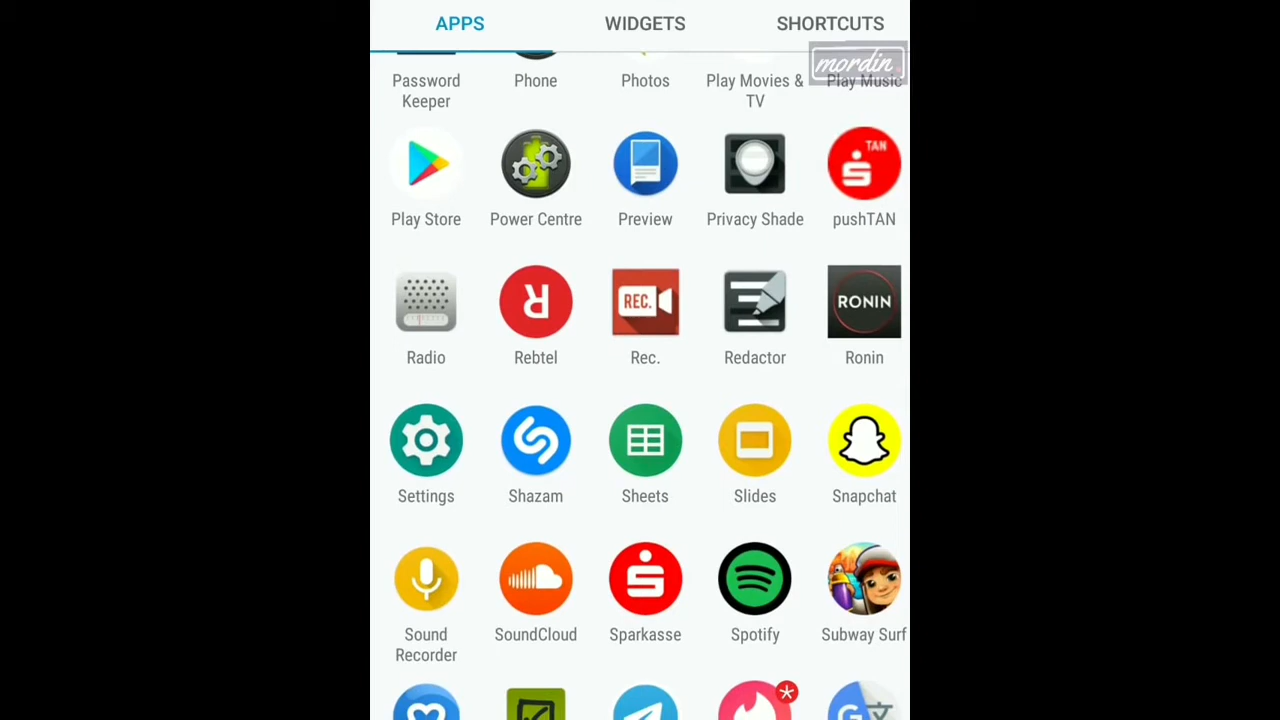 APPS WIDGETS SHORTCUTS
mordin
Password Keeper Phone Photos Play Movies & TV Play Music
TAN
Play Store Power Centre Preview Privacy Shade pushTAN
R REC. RONIN
Radio Rebtel Rec. Redactor Ronin
Settings Shazam Sheets Slides Snapchat
Sound Recorder SoundCloud Sparkasse Spotify Subway Surf
G